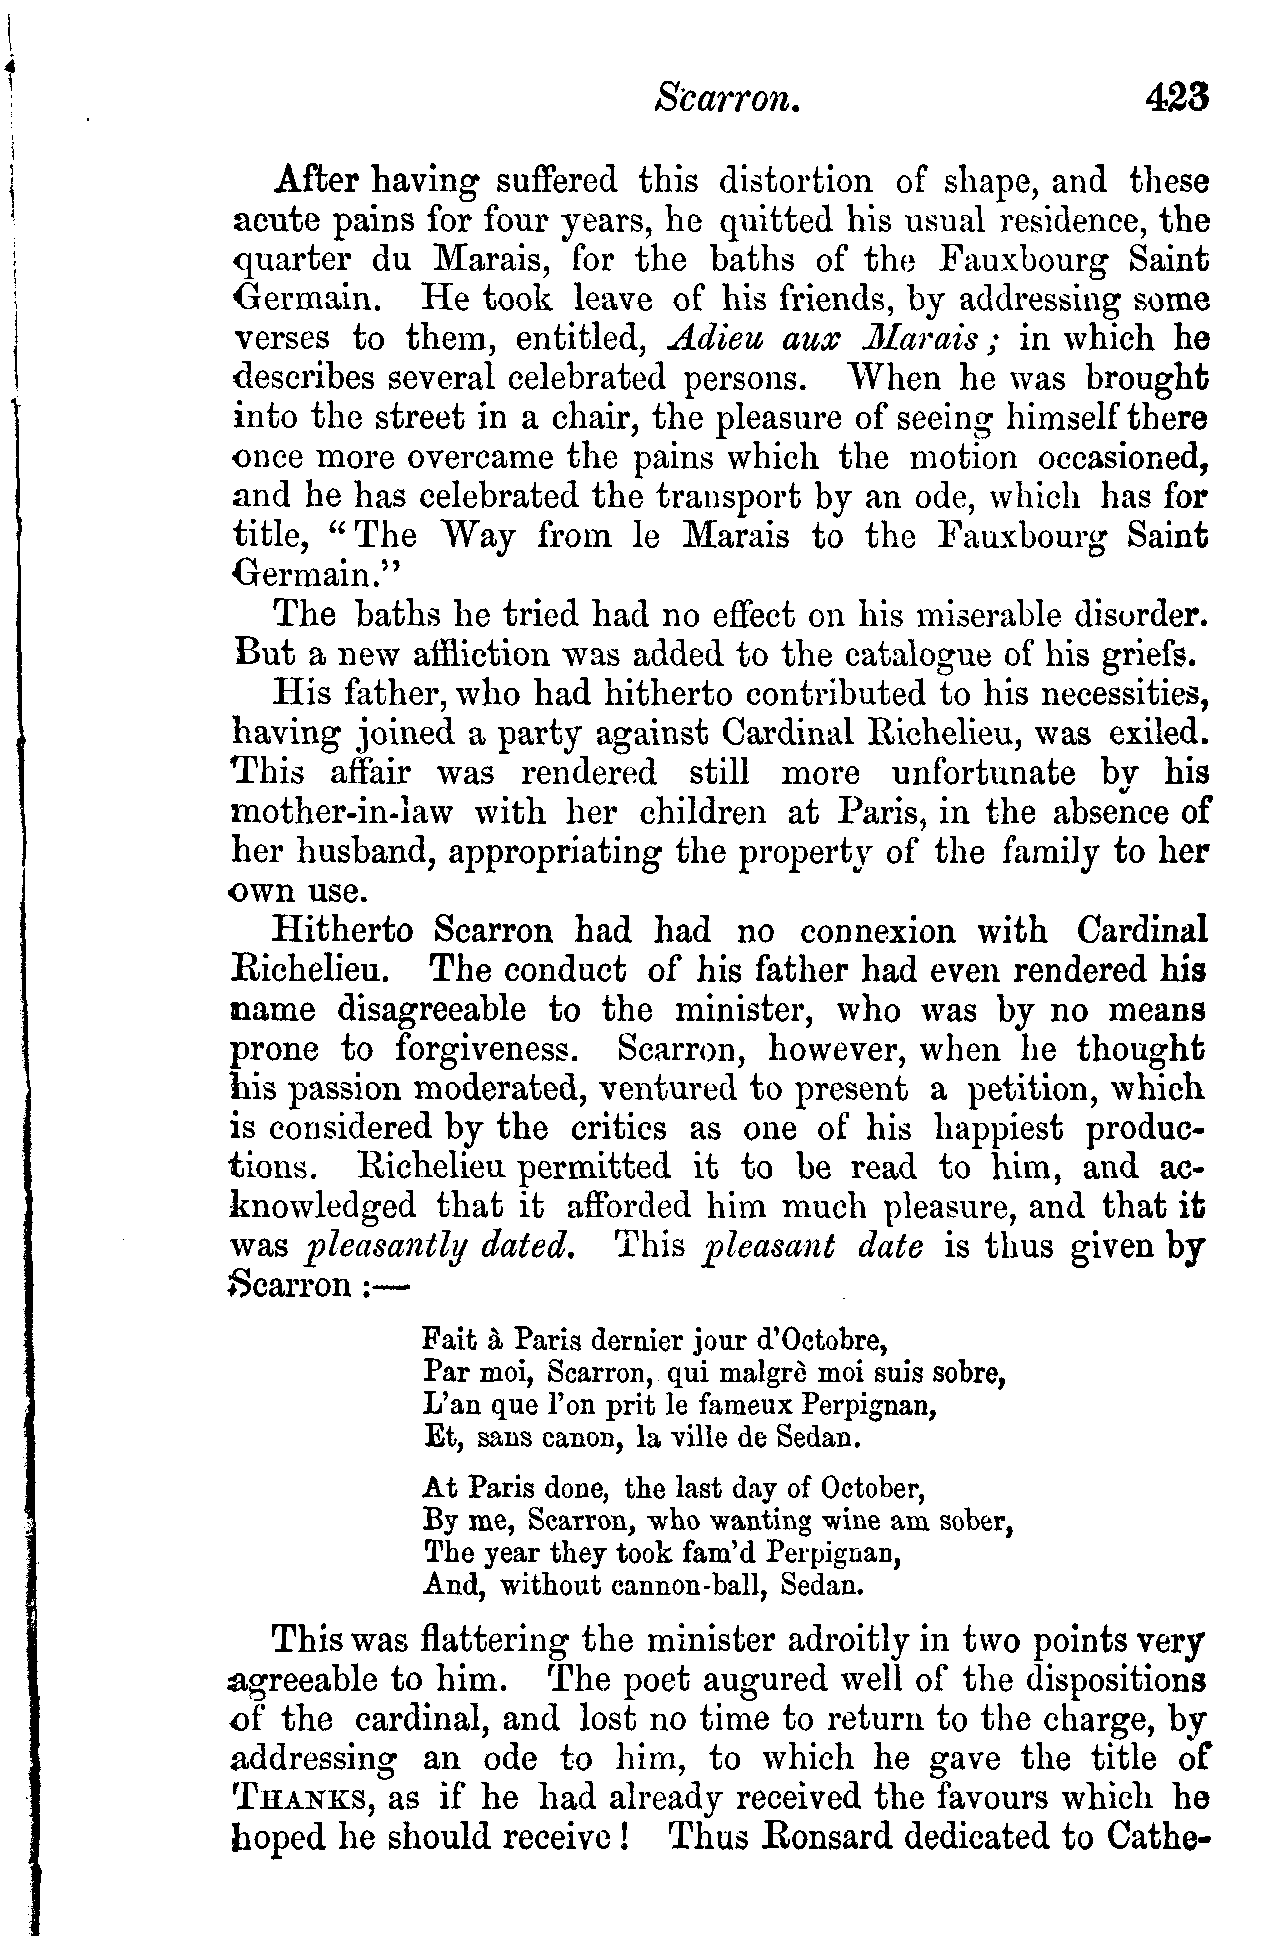 Scarron. 423
After having suffered this distortion of shape, and these
acute pains for four years, he quitted his usual residence, the
quarter du Marais, for the baths of the Fauxbourg Saint
Germain. He took leave of his friends, by addressing some
verses to them, entitled, Adieu aux Marais; in which he
describes several celebrated persons. When he was brought
into the street in a chair, the pleasure of seeing himself there
once more overcame the pains which the motion occasioned,
and he has celebrated the transport by an ode, which has for
title, “The Way from le Marais to the Fauxbourg Saint
Germain.”
The baths he tried had no effect on his miserable disorder.
But a new affliction was added to the catalogue of his griefs.
His father, who had hitherto contributed to his necessities,
having joined a party against Cardinal Richelieu, was exiled.
This affair was rendered still more unfortunate by his
mother-in-law with her children at Paris, in the absence of
her husband, appropriating the property of the family to her
own use.
Hitherto Scarron had had no connexion with Cardinal
Richelieu. The conduct of his father had even rendered his
name disagreeable to the minister, who was by no means
prone to forgiveness. Scarron, however, when he thought
his passion moderated, ventured to present a petition, which
is considered by the critics as one of his happiest produc-
tions. Richelieu permitted it to be read to him, and ac-
knowledged that it afforded him much pleasure, and that it
was pleasantly dated. This pleasant date is thus given by
Scarron :—
Fait à Paris dernier jour d'Octobre,
Par moi, Scarron, qui malgrè moi suis sobre,
L'an que l'on prit le fameux Perpignan,
Et, sans canon, la ville de Sedan.
At Paris done, the last day of October,
By me, Scarron, who wanting wine am sober,
The year they took fam'd Perpignan,
And, without cannon-ball, Sedan.
This was flattering the minister adroitly in two points very
agreeable to him. The poet augured well of the dispositions
of the cardinal, and lost no time to return to the charge, by
addressing an ode to him, to which he gave the title of
THANKS, as if he had already received the favours which he
hoped he should receive! Thus Ronsard dedicated to Cathe-